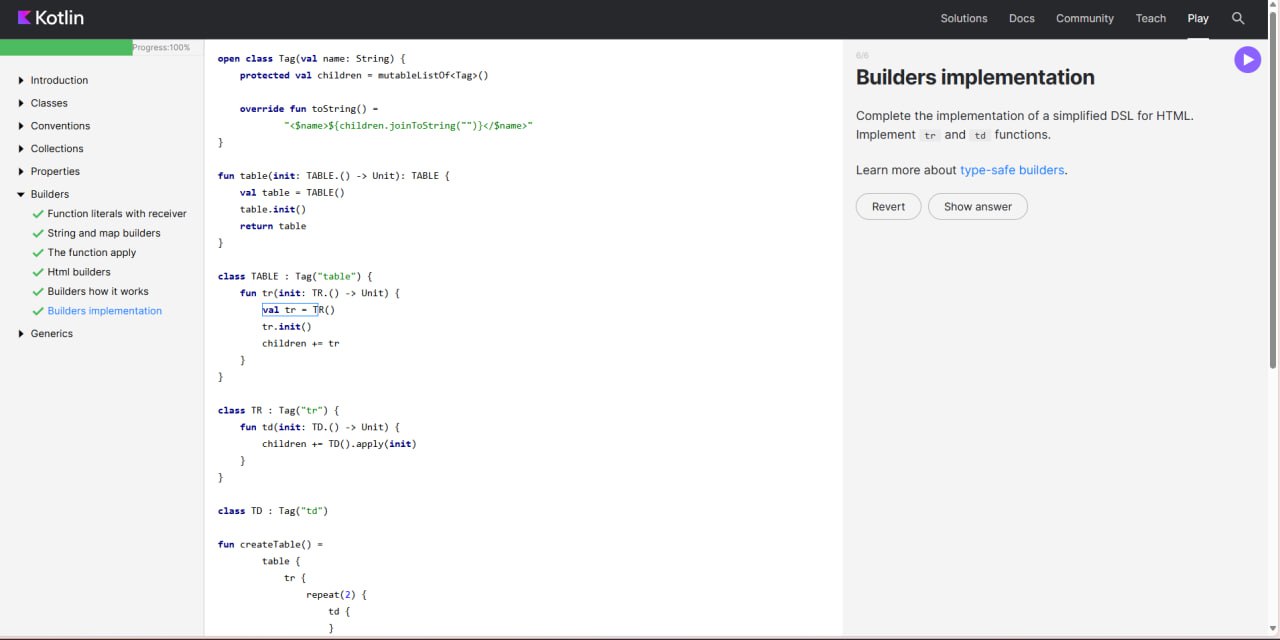 Kotlin
Solutions Docs Community Teach Play
Progress:100%
Introduction
Classes
Conventions
Collections
Properties
Builders
Function literals with receiver
String and map builders
The function apply
Html builders
Builders how it works
Builders implementation
Generics
open class Tag(val name: String) {
    protected val children = mutableListOf<Tag>()

    override fun toString() =
            "<$name>${children.joinToString("")}</$name>"
}

fun table(init: TABLE.() -> Unit): TABLE {
    val table = TABLE()
    table.init()
    return table
}

class TABLE : Tag("table") {
    fun tr(init: TR.() -> Unit) {
        val tr = TR()
        tr.init()
        children += tr
    }
}

class TR : Tag("tr") {
    fun td(init: TD.() -> Unit) {
        children += TD().apply(init)
    }
}

class TD : Tag("td")

fun createTable() =
        table {
            tr {
                repeat(2) {
                    td {
                    }
6/6
Builders implementation
Complete the implementation of a simplified DSL for HTML.
Implement tr and td functions.
Learn more about type-safe builders.
Revert Show answer